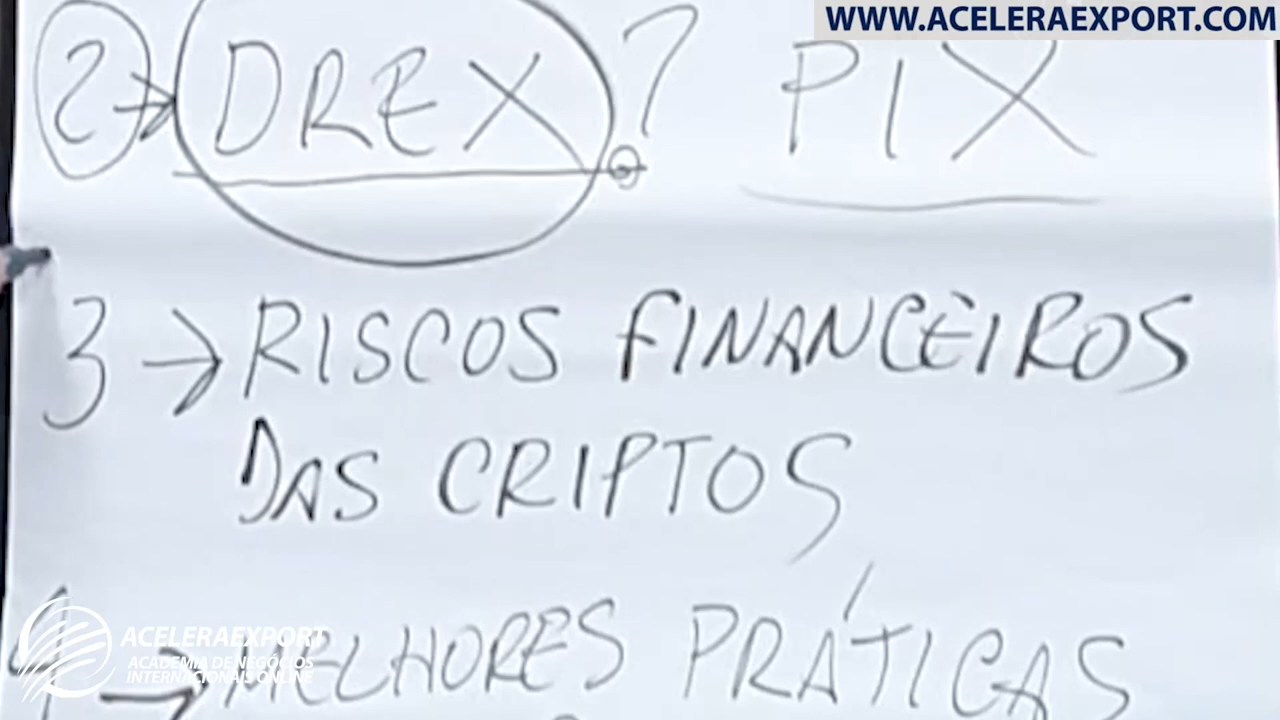 WWW.ACELERAEXPORT.COM
2 → DREX? PIX
3 → RISCOS FINANCEIROS
DAS CRIPTOS
4 → MELHORES PRÁTICAS
ACELERAEXPORT
ACADEMIA DE NEGÓCIOS
INTERNACIONAIS ONLINE